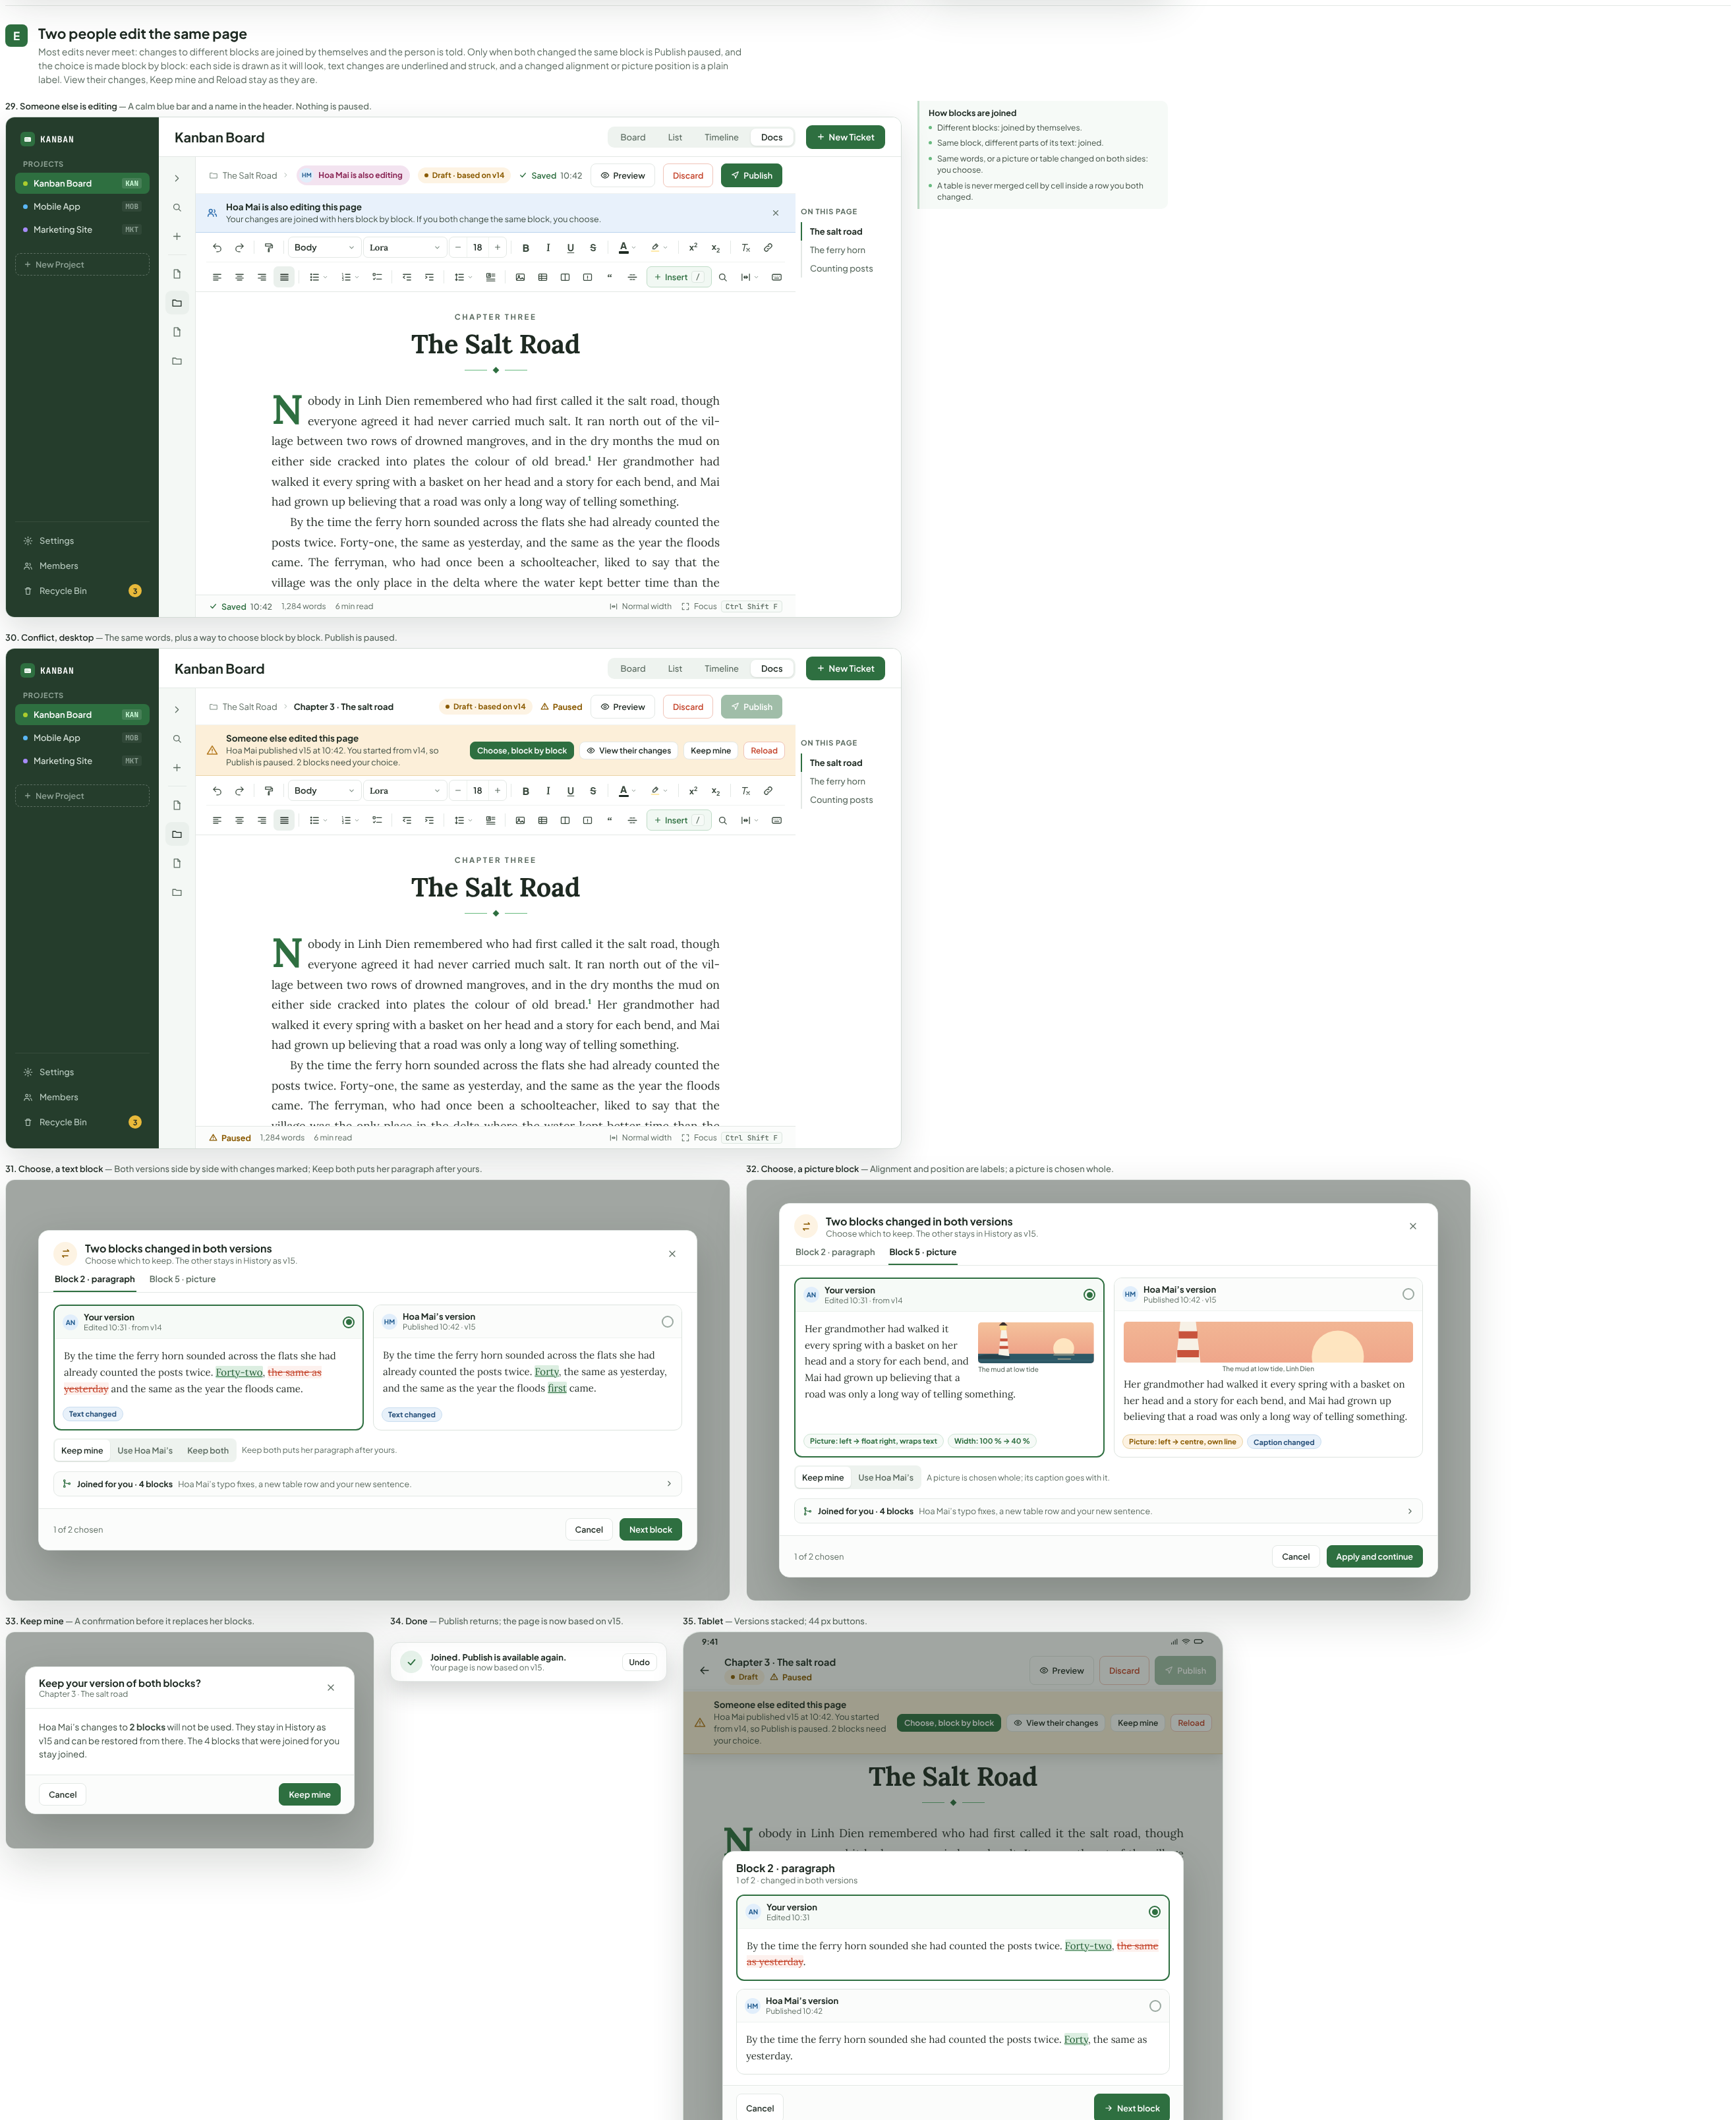 E
Two people edit the same page
Most edits never meet: changes to different blocks are joined by themselves and the person is told. Only when both changed the same block is Publish paused, and
the choice is made block by block: each side is drawn as it will look, text changes are underlined and struck, and a changed alignment or picture position is a plain
label. View their changes, Keep mine and Reload stay as they are.
29. Someone else is editing — A calm blue bar and a name in the header. Nothing is paused.
KANBAN
PROJECTS
Kanban Board KAN
Mobile App MOB
Marketing Site MKT
+ New Project
Settings
Members
Recycle Bin 3
Kanban Board
Board List Timeline Docs
+ New Ticket
The Salt Road
HM Hoa Mai is also editing
Draft · based on v14
Saved 10:42
Preview
Discard
Publish
Hoa Mai is also editing this page
Your changes are joined with hers block by block. If you both change the same block, you choose.
Body Lora − 18 + B I U S A x² x₂ Tx
+ Insert /
CHAPTER THREE
The Salt Road
Nobody in Linh Dien remembered who had first called it the salt road, though
everyone agreed it had never carried much salt. It ran north out of the vil-
lage between two rows of drowned mangroves, and in the dry months the mud on
either side cracked into plates the colour of old bread.¹ Her grandmother had
walked it every spring with a basket on her head and a story for each bend, and Mai
had grown up believing that a road was only a long way of telling something.
By the time the ferry horn sounded across the flats she had already counted the
posts twice. Forty-one, the same as yesterday, and the same as the year the floods
came. The ferryman, who had once been a schoolteacher, liked to say that the
village was the only place in the delta where the water kept better time than the
Saved 10:42 1,284 words 6 min read
Normal width Focus Ctrl Shift F
ON THIS PAGE
The salt road
The ferry horn
Counting posts
How blocks are joined
Different blocks: joined by themselves.
Same block, different parts of its text: joined.
Same words, or a picture or table changed on both sides:
you choose.
A table is never merged cell by cell inside a row you both
changed.
30. Conflict, desktop — The same words, plus a way to choose block by block. Publish is paused.
KANBAN
PROJECTS
Kanban Board KAN
Mobile App MOB
Marketing Site MKT
+ New Project
Settings
Members
Recycle Bin 3
Kanban Board
Board List Timeline Docs
+ New Ticket
The Salt Road
Chapter 3 · The salt road
Draft · based on v14
Paused
Preview
Discard
Publish
Someone else edited this page
Hoa Mai published v15 at 10:42. You started from v14, so
Publish is paused. 2 blocks need your choice.
Choose, block by block
View their changes
Keep mine
Reload
Body Lora − 18 + B I U S A x² x₂ Tx
+ Insert /
CHAPTER THREE
The Salt Road
Nobody in Linh Dien remembered who had first called it the salt road, though
everyone agreed it had never carried much salt. It ran north out of the vil-
lage between two rows of drowned mangroves, and in the dry months the mud on
either side cracked into plates the colour of old bread.¹ Her grandmother had
walked it every spring with a basket on her head and a story for each bend, and Mai
had grown up believing that a road was only a long way of telling something.
By the time the ferry horn sounded across the flats she had already counted the
posts twice. Forty-one, the same as yesterday, and the same as the year the floods
came. The ferryman, who had once been a schoolteacher, liked to say that the
village was the only place in the delta where the water kept better time than the
Paused 1,284 words 6 min read
Normal width Focus Ctrl Shift F
ON THIS PAGE
The salt road
The ferry horn
Counting posts
31. Choose, a text block — Both versions side by side with changes marked; Keep both puts her paragraph after yours.
Two blocks changed in both versions
Choose which to keep. The other stays in History as v15.
Block 2 · paragraph Block 5 · picture
AN
Your version
Edited 10:31 · from v14
By the time the ferry horn sounded across the flats she had
already counted the posts twice. Forty-two, the same as
yesterday and the same as the year the floods came.
Text changed
HM
Hoa Mai's version
Published 10:42 · v15
By the time the ferry horn sounded across the flats she had
already counted the posts twice. Forty, the same as yesterday,
and the same as the year the floods first came.
Text changed
Keep mine Use Hoa Mai's Keep both
Keep both puts her paragraph after yours.
Joined for you · 4 blocks Hoa Mai's typo fixes, a new table row and your new sentence.
1 of 2 chosen
Cancel
Next block
32. Choose, a picture block — Alignment and position are labels; a picture is chosen whole.
Two blocks changed in both versions
Choose which to keep. The other stays in History as v15.
Block 2 · paragraph Block 5 · picture
AN
Your version
Edited 10:31 · from v14
Her grandmother had walked it
every spring with a basket on her
head and a story for each bend, and
Mai had grown up believing that a
road was only a long way of telling something.
The mud at low tide
Picture: left → float right, wraps text
Width: 100 % → 40 %
HM
Hoa Mai's version
Published 10:42 · v15
The mud at low tide, Linh Dien
Her grandmother had walked it every spring with a basket on
her head and a story for each bend, and Mai had grown up
believing that a road was only a long way of telling something.
Picture: left → centre, own line
Caption changed
Keep mine Use Hoa Mai's
A picture is chosen whole; its caption goes with it.
Joined for you · 4 blocks Hoa Mai's typo fixes, a new table row and your new sentence.
1 of 2 chosen
Cancel
Apply and continue
33. Keep mine — A confirmation before it replaces her blocks.
Keep your version of both blocks?
Chapter 3 · The salt road
Hoa Mai's changes to 2 blocks will not be used. They stay in History as
v15 and can be restored from there. The 4 blocks that were joined for you
stay joined.
Cancel
Keep mine
34. Done — Publish returns; the page is now based on v15.
Joined. Publish is available again.
Your page is now based on v15.
Undo
35. Tablet — Versions stacked; 44 px buttons.
9:41
Chapter 3 · The salt road
Draft
Paused
Preview
Discard
Publish
Someone else edited this page
Hoa Mai published v15 at 10:42. You started
from v14, so Publish is paused. 2 blocks need
your choice.
Choose, block by block
View their changes
Keep mine
Reload
The Salt Road
Nobody in Linh Dien remembered who had first called it the salt road, though
Block 2 · paragraph
1 of 2 · changed in both versions
AN
Your version
Edited 10:31
By the time the ferry horn sounded she had counted the posts twice. Forty-two, the same
as yesterday.
HM
Hoa Mai's version
Published 10:42
By the time the ferry horn sounded she had counted the posts twice. Forty, the same as
yesterday.
Cancel
→ Next block